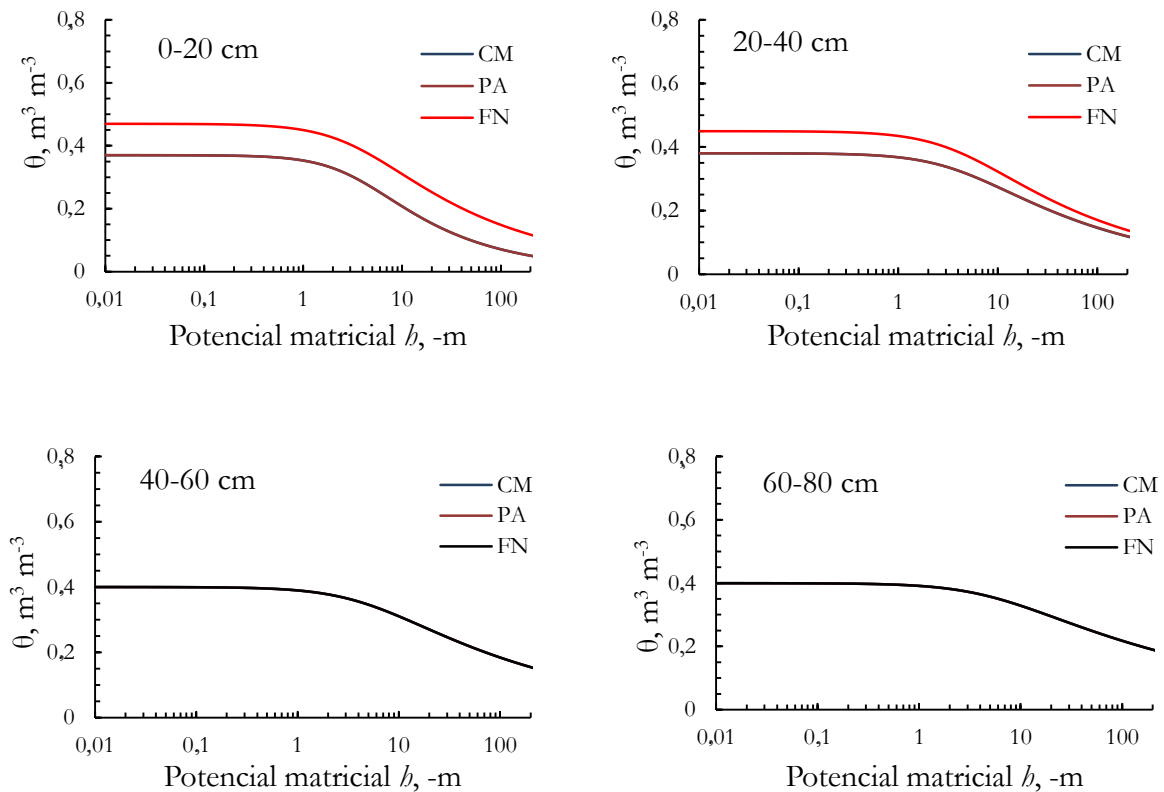 0,8
0,6
0,4
0,2
0
θ, m³ m⁻³
0-20 cm
CM
PA
FN
0,01 0,1 1 10 100
Potencial matricial h, -m
0,8
0,6
0,4
0,2
0
θ, m³ m⁻³
20-40 cm
CM
PA
FN
0,01 0,1 1 10 100
Potencial matricial h, -m
0,8
0,6
0,4
0,2
0
θ, m³ m⁻³
40-60 cm
CM
PA
FN
0,01 0,1 1 10 100
Potencial matricial h, -m
0,8
0,6
0,4
0,2
0
θ, m³ m⁻³
60-80 cm
CM
PA
FN
0,01 0,1 1 10 100
Potencial matricial h, -m